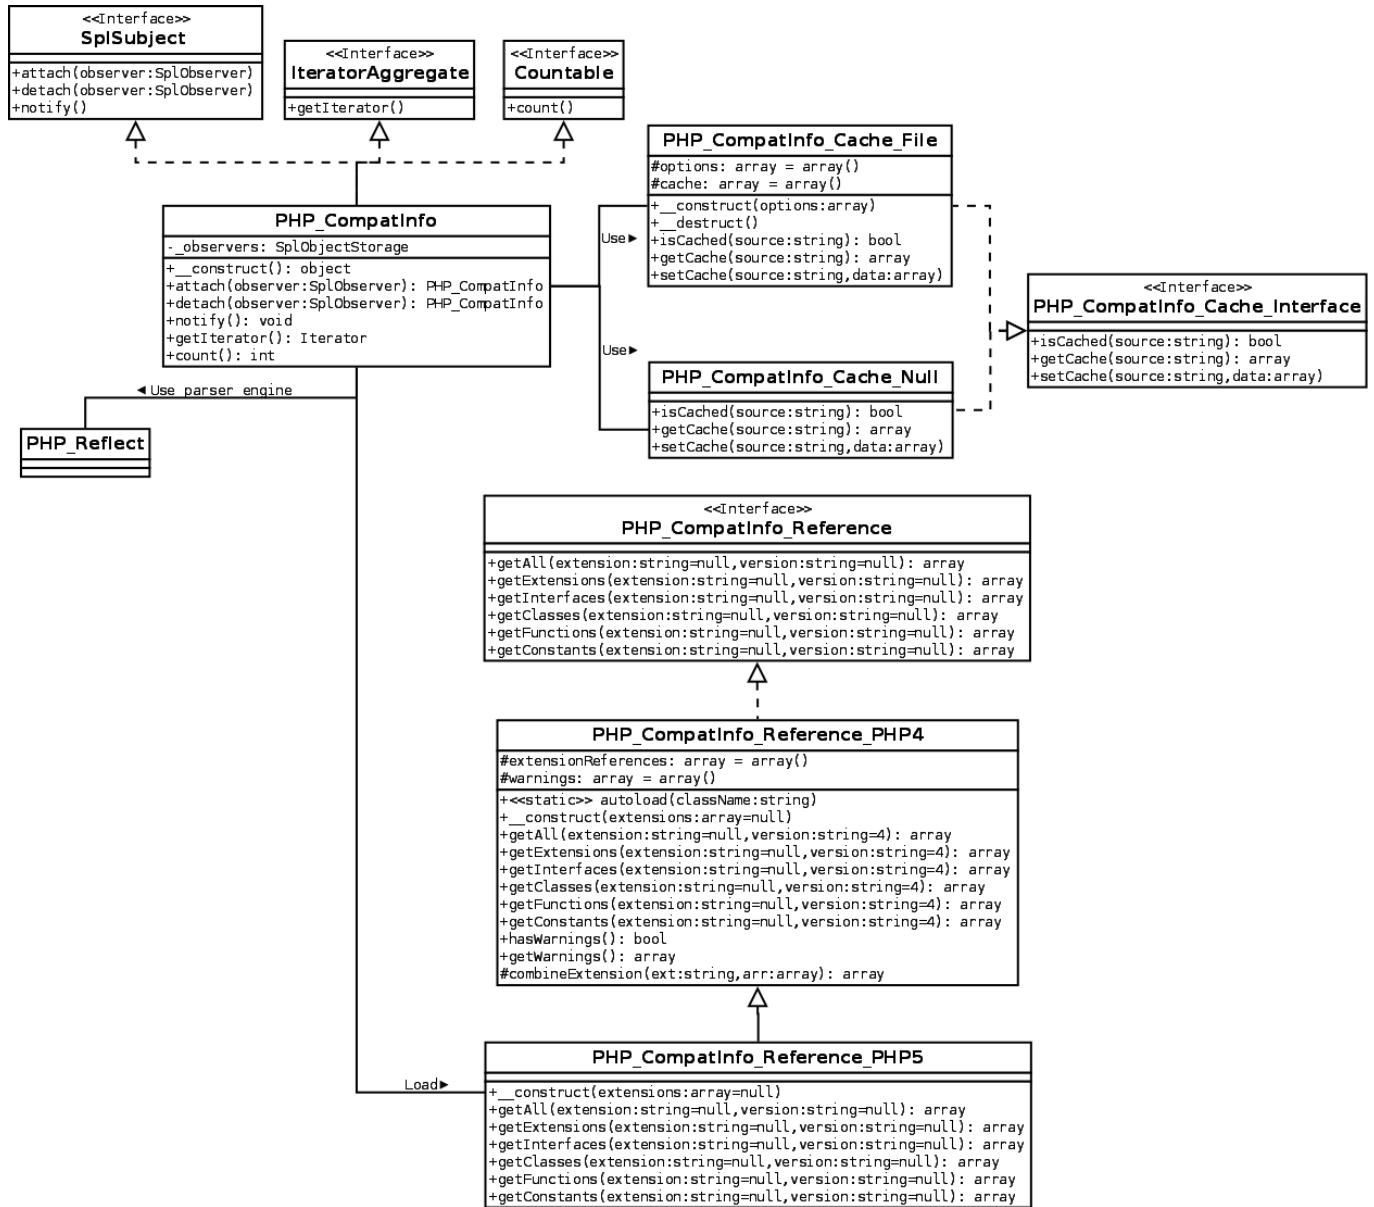 <<Interface>>
SplSubject
+attach(observer:SplObserver)
+detach(observer:SplObserver)
+notify()
<<Interface>>
IteratorAggregate
+getIterator()
<<Interface>>
Countable
+count()
PHP_CompatInfo_Cache_File
#options: array = array()
#cache: array = array()
+__construct(options:array)
+__destruct()
+isCached(source:string): bool
+getCache(source:string): array
+setCache(source:string,data:array)
PHP_CompatInfo
-_observers: SplObjectStorage
+__construct(): object
+attach(observer:SplObserver): PHP_CompatInfo
+detach(observer:SplObserver): PHP_CompatInfo
+notify(): void
+getIterator(): Iterator
+count(): int
Use►
Use►
<<Interface>>
PHP_CompatInfo_Cache_Interface
+isCached(source:string): bool
+getCache(source:string): array
+setCache(source:string,data:array)
PHP_CompatInfo_Cache_Null
+isCached(source:string): bool
+getCache(source:string): array
+setCache(source:string,data:array)
◄ Use parser engine
PHP_Reflect
<<Interface>>
PHP_CompatInfo_Reference
+getAll(extension:string=null,version:string=null): array
+getExtensions(extension:string=null,version:string=null): array
+getInterfaces(extension:string=null,version:string=null): array
+getClasses(extension:string=null,version:string=null): array
+getFunctions(extension:string=null,version:string=null): array
+getConstants(extension:string=null,version:string=null): array
PHP_CompatInfo_Reference_PHP4
#extensionReferences: array = array()
#warnings: array = array()
+<<static>> autoload(className:string)
+__construct(extensions:array=null)
+getAll(extension:string=null,version:string=4): array
+getExtensions(extension:string=null,version:string=4): array
+getInterfaces(extension:string=null,version:string=4): array
+getClasses(extension:string=null,version:string=4): array
+getFunctions(extension:string=null,version:string=4): array
+getConstants(extension:string=null,version:string=4): array
+hasWarnings(): bool
+getWarnings(): array
#combineExtension(ext:string,arr:array): array
Load►
PHP_CompatInfo_Reference_PHP5
+__construct(extensions:array=null)
+getAll(extension:string=null,version:string=null): array
+getExtensions(extension:string=null,version:string=null): array
+getInterfaces(extension:string=null,version:string=null): array
+getClasses(extension:string=null,version:string=null): array
+getFunctions(extension:string=null,version:string=null): array
+getConstants(extension:string=null,version:string=null): array